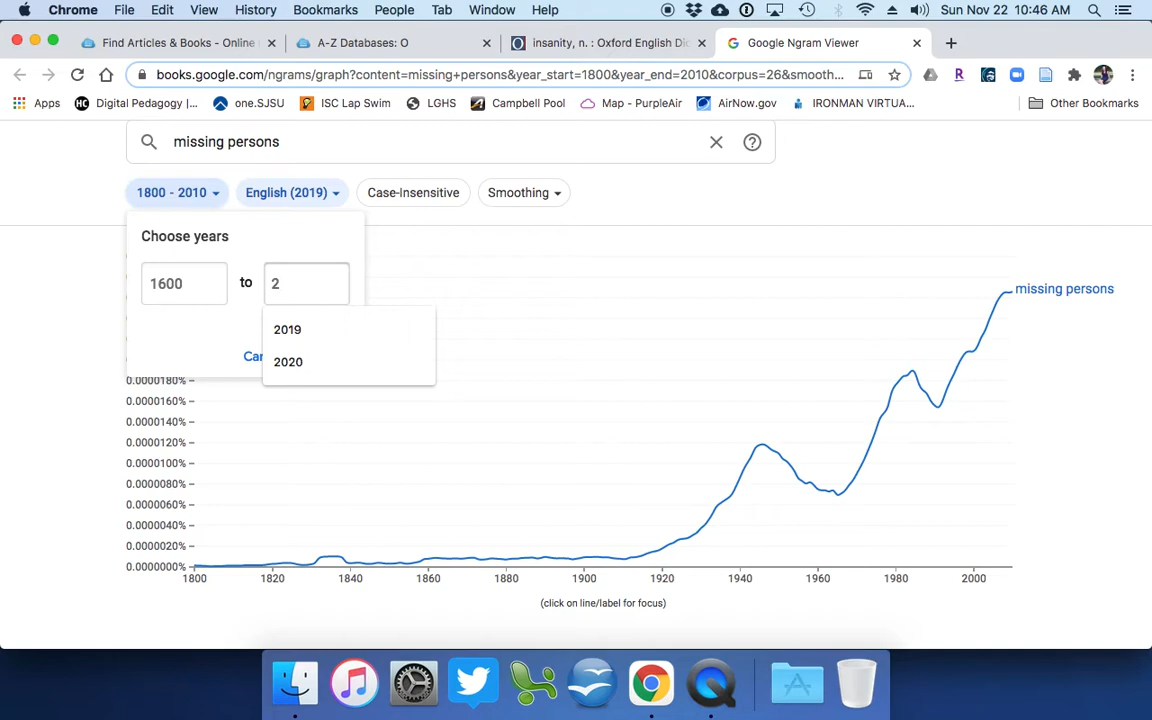 Chrome File Edit View History Bookmarks People Tab Window Help Sun Nov 22 10:46 AM
Find Articles & Books - Online A-Z Databases: O insanity, n. : Oxford English Dic Google Ngram Viewer
books.google.com/ngrams/graph?content=missing+persons&year_start=1800&year_end=2010&corpus=26&smooth...
Apps Digital Pedagogy |... one.SJSU ISC Lap Swim LGHS Campbell Pool Map - PurpleAir AirNow.gov IRONMAN VIRTUA... Other Bookmarks
missing persons
1800 - 2010 English (2019) Case-Insensitive Smoothing
Choose years
1600 to 2
2019
2020
Can
missing persons
0.0000180%
0.0000160%
0.0000140%
0.0000120%
0.0000100%
0.0000080%
0.0000060%
0.0000040%
0.0000020%
0.0000000%
1800 1820 1840 1860 1880 1900 1920 1940 1960 1980 2000
(click on line/label for focus)